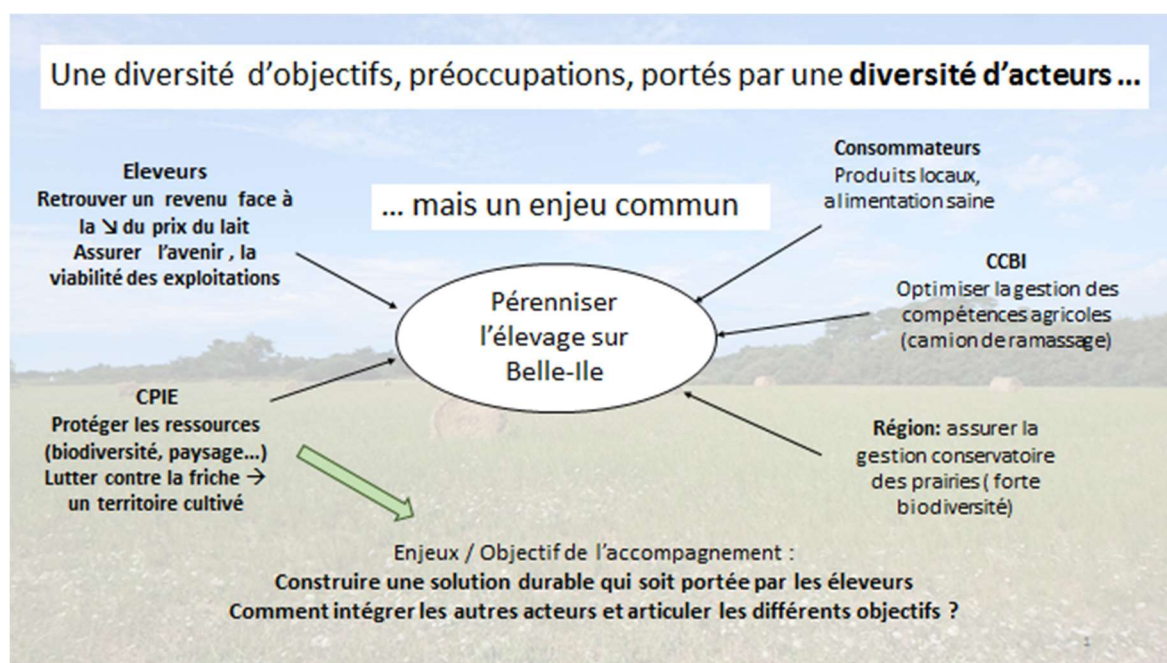 Une diversité d’objectifs, préoccupations, portés par une diversité d’acteurs ...
Eleveurs
Retrouver un revenu face à
la ↘ du prix du lait
Assurer l’avenir , la
viabilité des exploitations
... mais un enjeu commun
Consommateurs
Produits locaux,
alimentation saine
Pérenniser
l’élevage sur
Belle-Ile
CCBI
Optimiser la gestion des
compétences agricoles
(camion de ramassage)
CPIE
Protéger les ressources
(biodiversité, paysage...)
Lutter contre la friche →
un territoire cultivé
Région: assurer la
gestion conservatoire
des prairies ( forte
biodiversité)
Enjeux / Objectif de l’accompagnement :
Construire une solution durable qui soit portée par les éleveurs
Comment intégrer les autres acteurs et articuler les différents objectifs ?
1